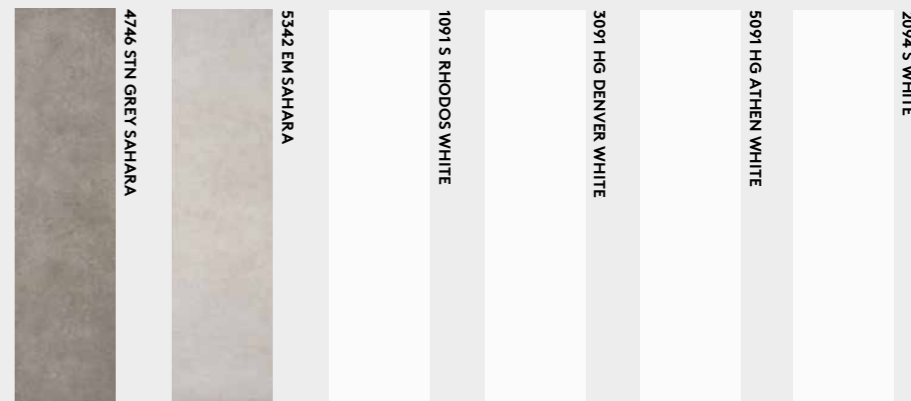 4746 STN GREY SAHARA
5342 EM SAHARA
1091 S RHODOS WHITE
3091 HG DENVER WHITE
5091 HG ATHEN WHITE
2094 S WHITE